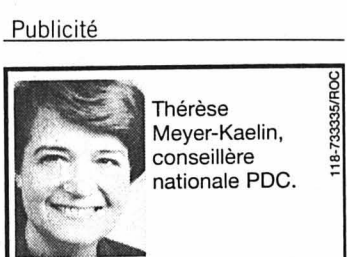 Publicité
Thérèse
Meyer-Kaelin,
conseillère
nationale PDC.
118-733335/ROC